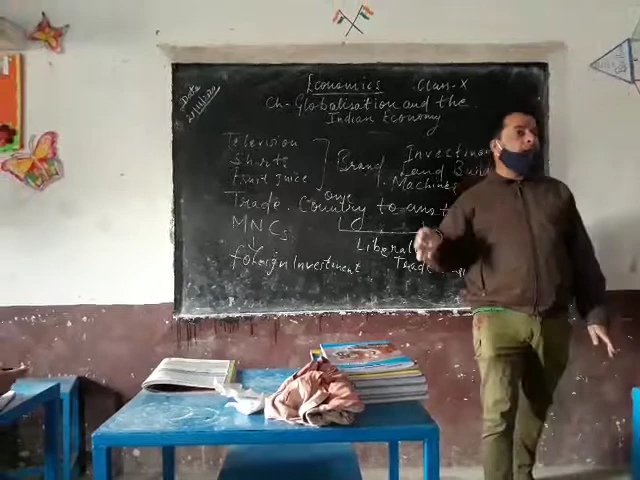 Date
Economics Class-X
Ch-Globalisation and the
Indian Economy
Television
Shirts
Fruit Juice
Brand
Land Buil
Machine
Trade. one Country to
MNCs
foreign Investment
Liberal
Trade